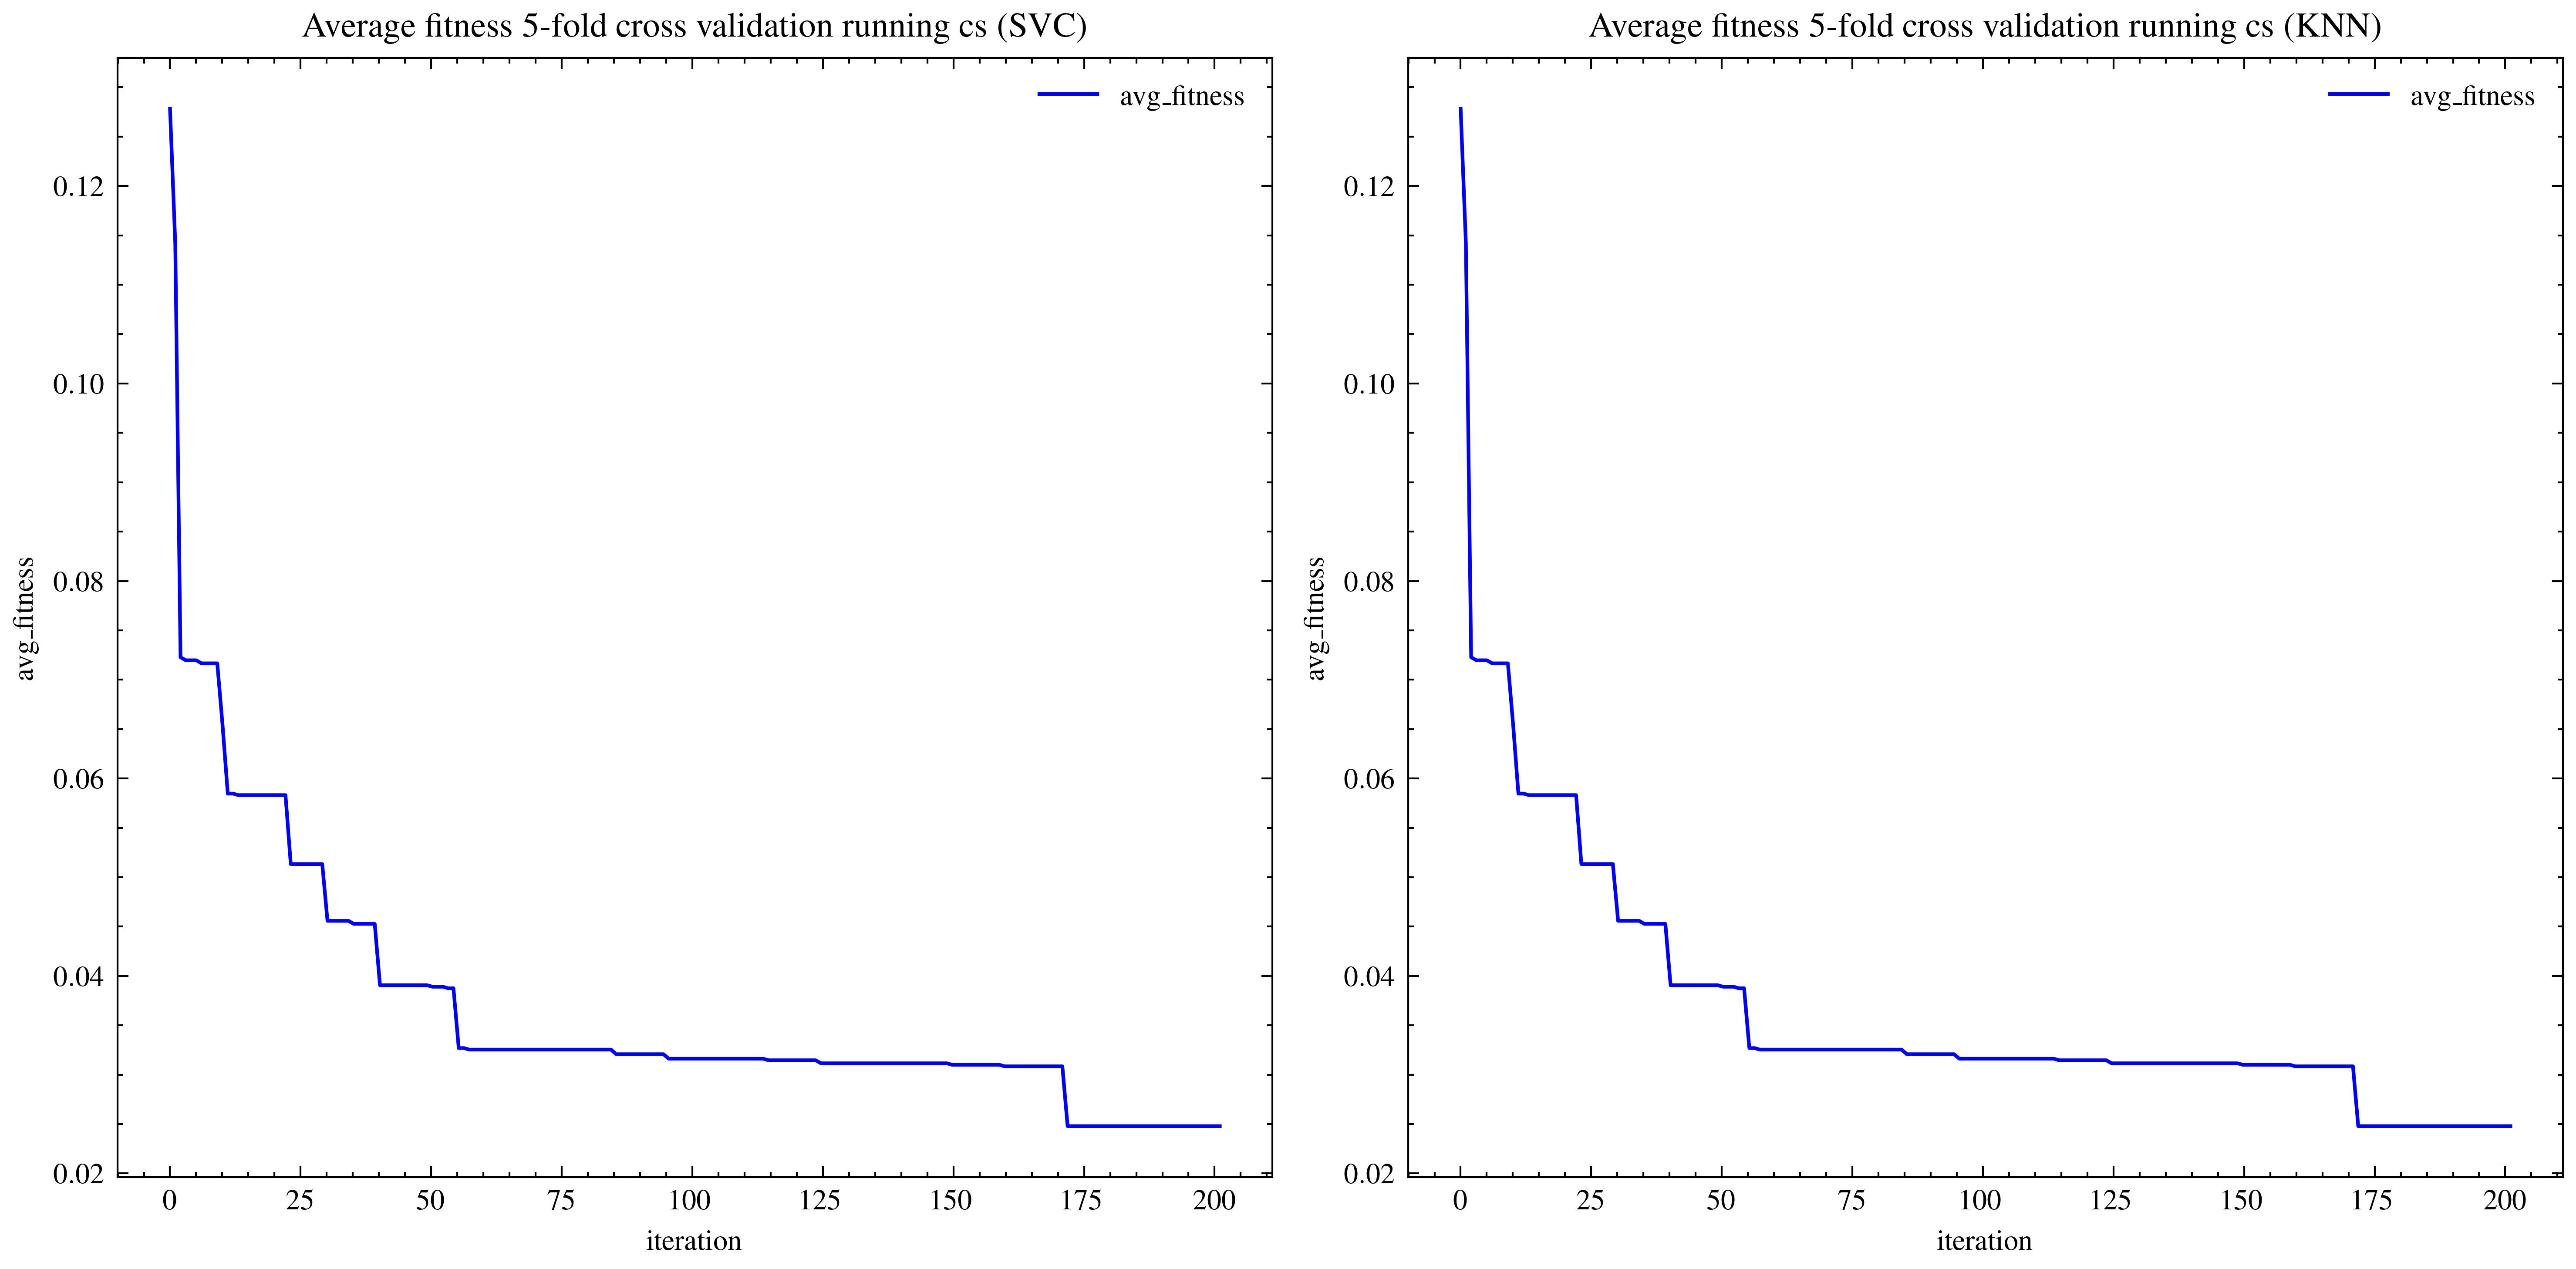 Average fitness 5-fold cross validation running cs (SVC)
avg_fitness
0.12
0.10
0.08
0.06
0.04
0.02
avg_fitness
0 25 50 75 100 125 150 175 200
iteration
Average fitness 5-fold cross validation running cs (KNN)
avg_fitness
0.12
0.10
0.08
0.06
0.04
0.02
avg_fitness
0 25 50 75 100 125 150 175 200
iteration